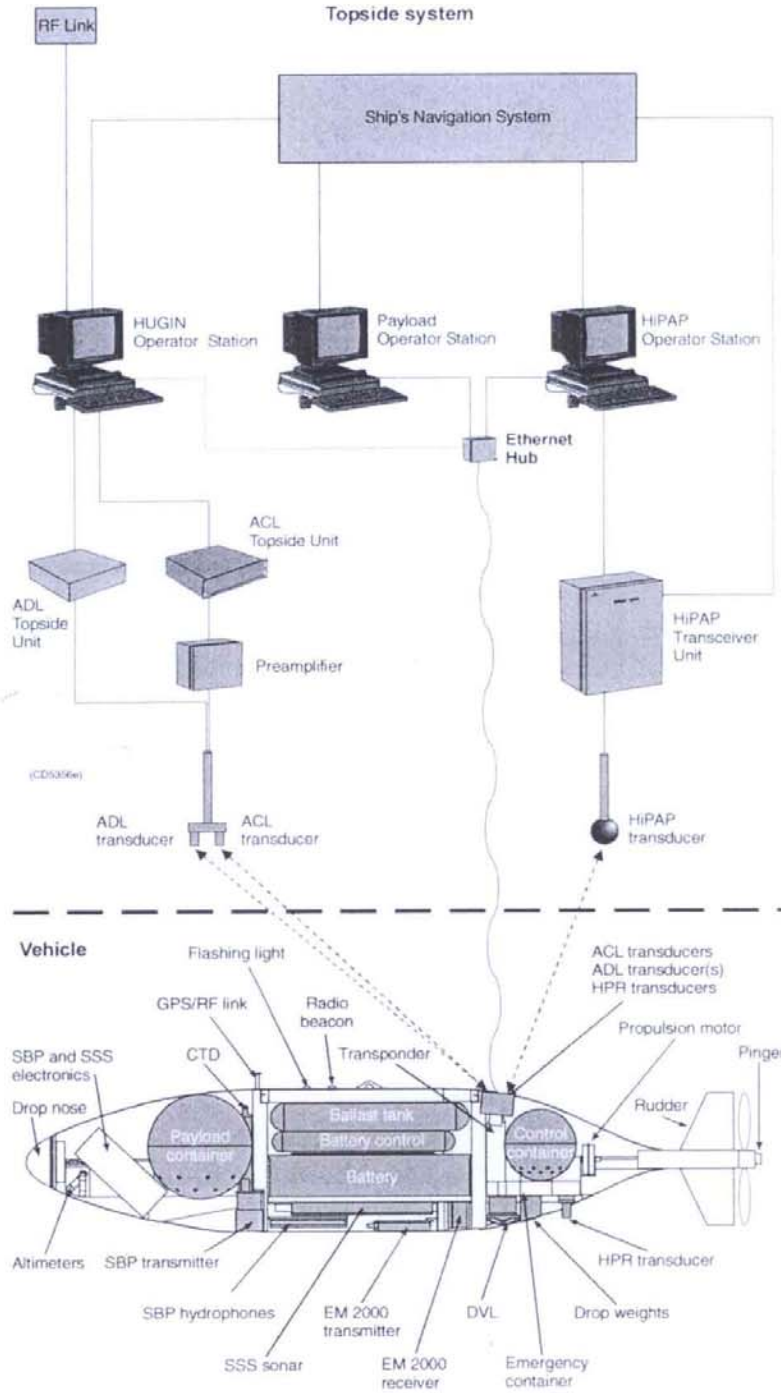 Topside system
RF Link
Ship's Navigation System
HUGIN
Operator Station
Payload
Operator Station
HiPAP
Operator Station
Ethernet
Hub
ACL
Topside Unit
ADL
Topside
Unit
Preamplifier
HiPAP
Transceiver
Unit
(CD5356e)
ADL
transducer
ACL
transducer
HiPAP
transducer
Vehicle
Flashing light
ACL transducers
ADL transducer(s)
HPR transducers
GPS/RF link
Radio
beacon
Propulsion motor
SBP and SSS
electronics
CTD
Transponder
Pinger
Drop nose
Rudder
Payload
container
Ballast tank
Battery control
Battery
Control
container
Altimeters
SBP transmitter
HPR transducer
SBP hydrophones
EM 2000
transmitter
DVL
Drop weights
SSS sonar
EM 2000
receiver
Emergency
container